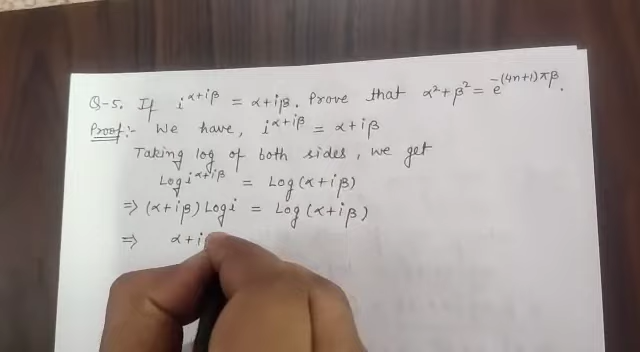 Q-5. If i^α+iβ = α+iβ. Prove that α²+β² = e^-(4n+1)πβ.
Proof:- We have, i^α+iβ = α+iβ
Taking log of both sides, we get
Log i^α+iβ = Log(α+iβ)
⇒ (α+iβ) Log i = Log(α+iβ)
⇒ α+i